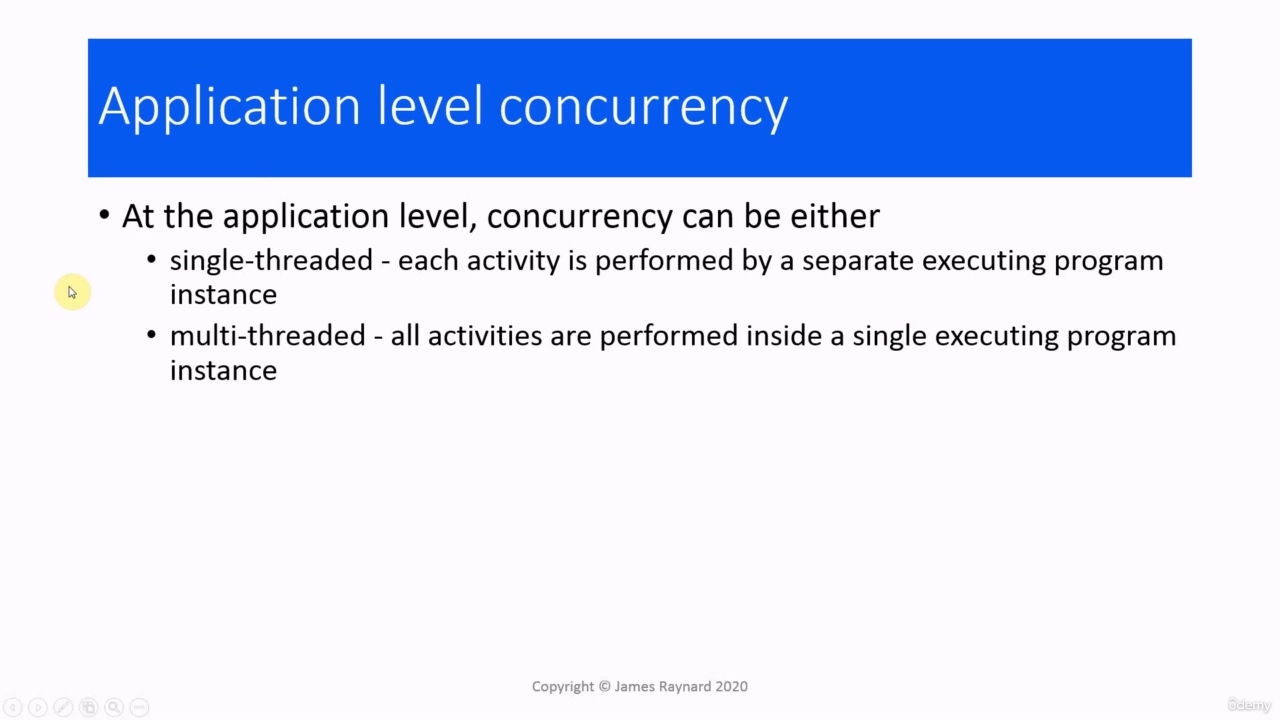 Application level concurrency
• At the application level, concurrency can be either
• single-threaded - each activity is performed by a separate executing program
instance
• multi-threaded - all activities are performed inside a single executing program
instance
Copyright © James Raynard 2020
ûdemy